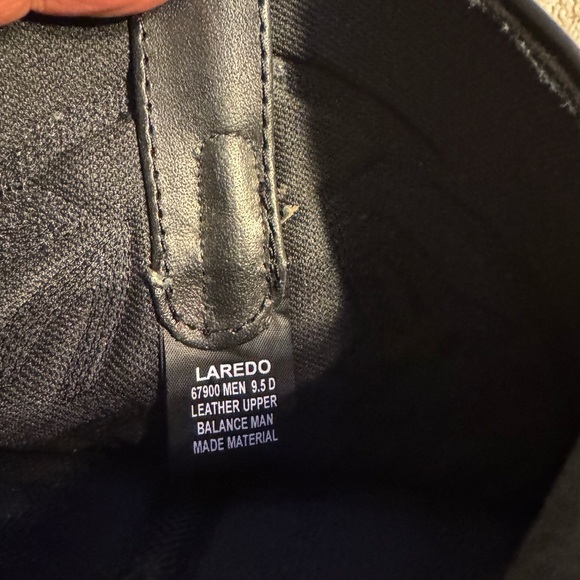 LAREDO
67900 MEN 9.5 D
LEATHER UPPER
BALANCE MAN
MADE MATERIAL